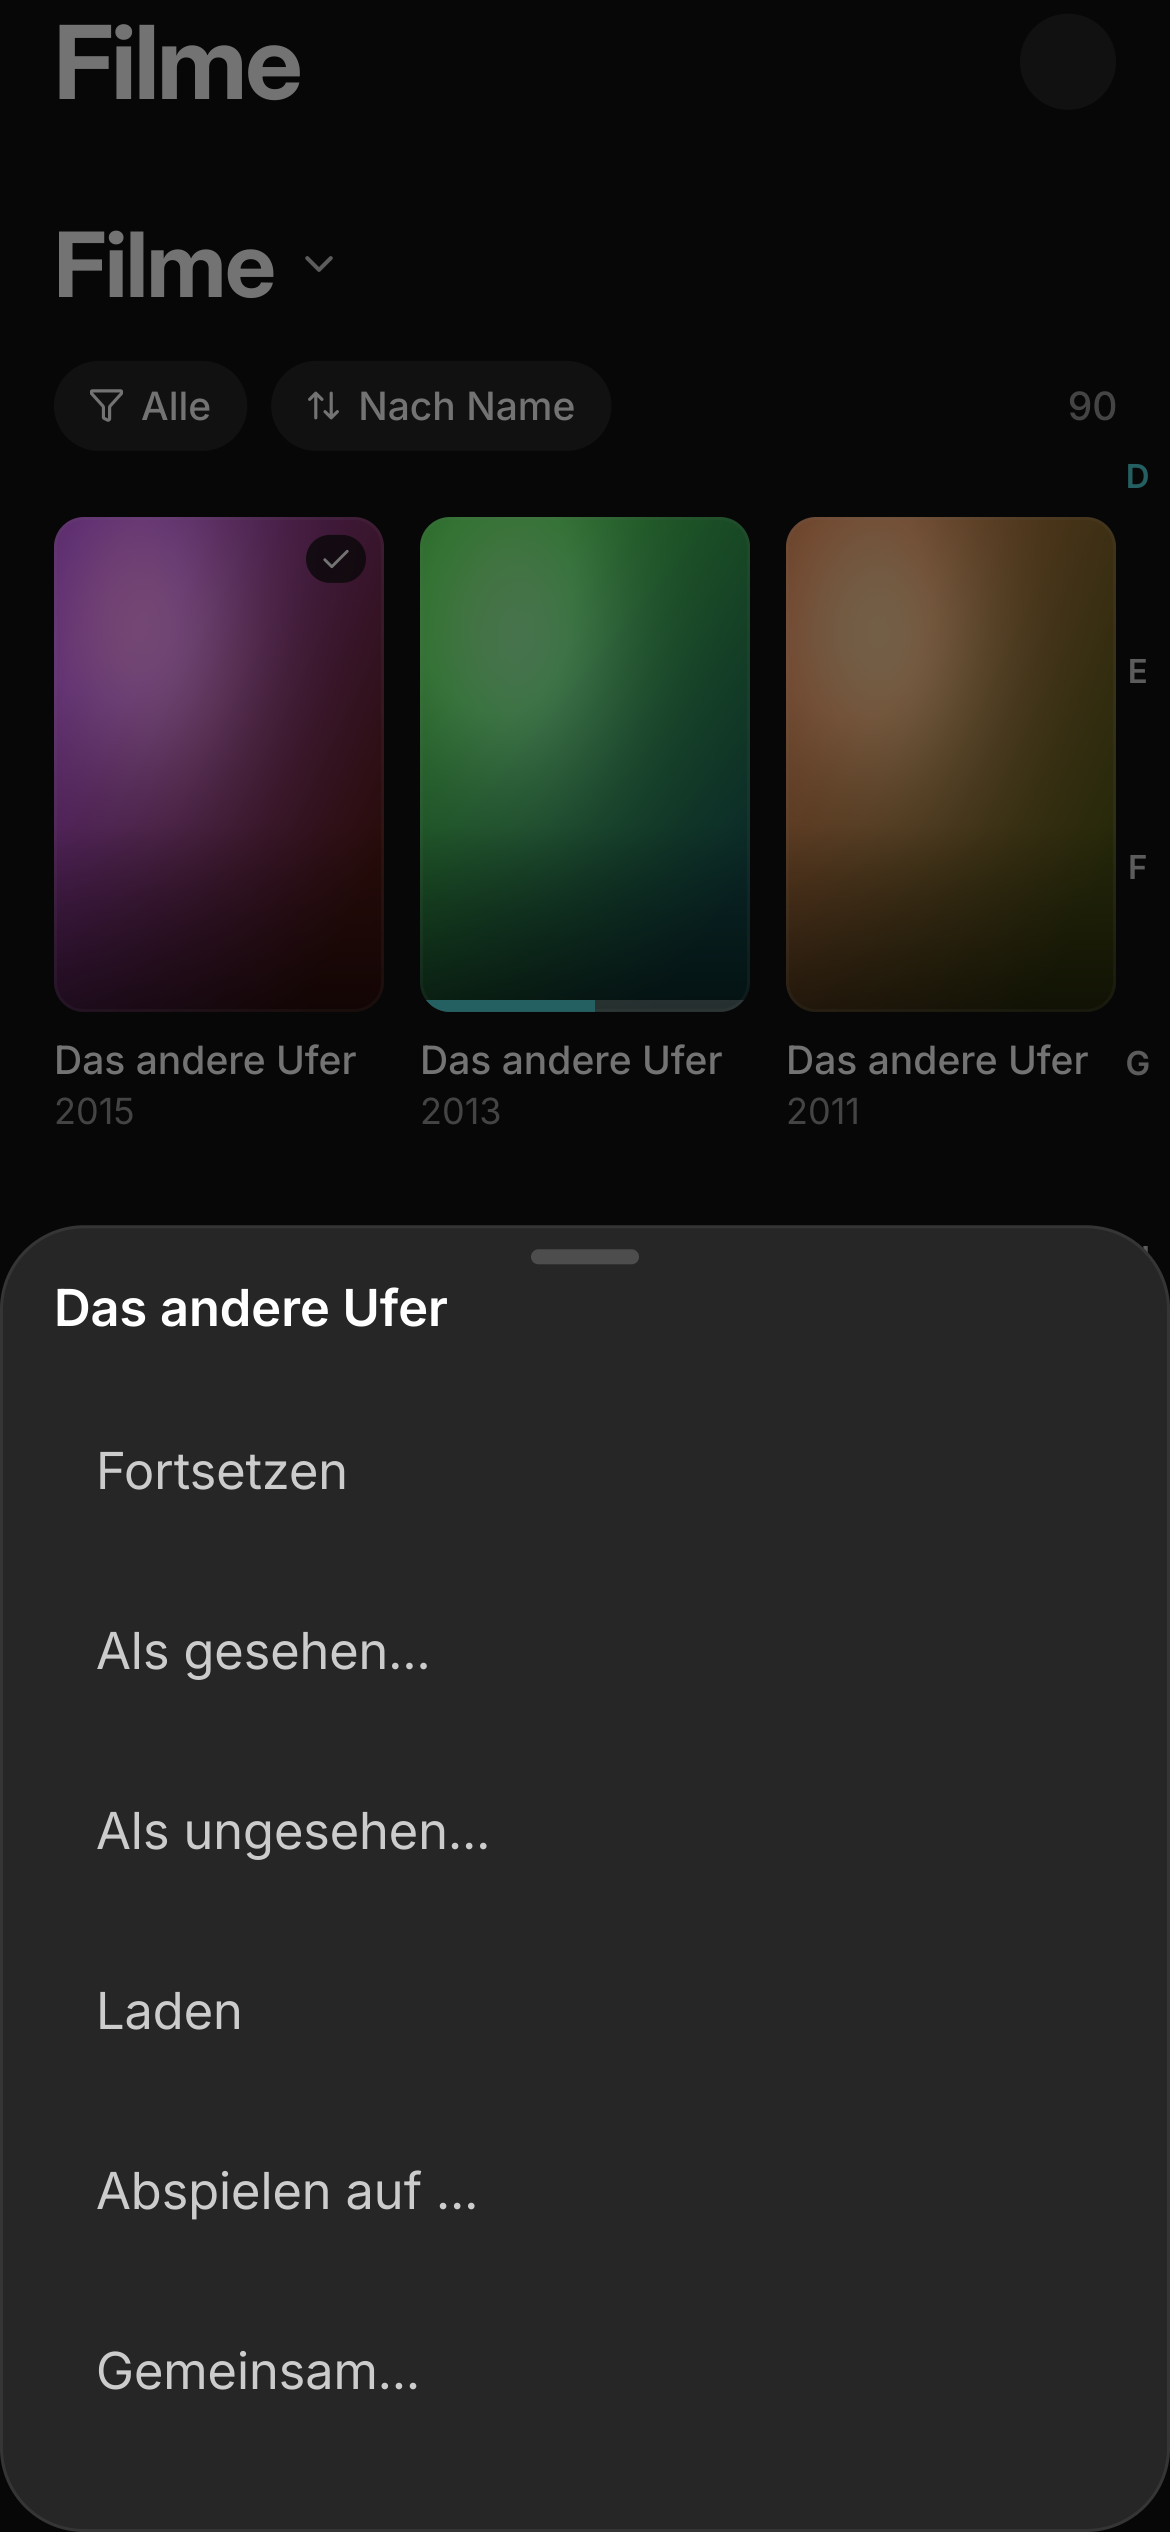 Filme
Filme
Alle
Nach Name
90
D
E
F
Das andere Ufer
2015
Das andere Ufer
2013
Das andere Ufer
2011
G
Das andere Ufer
Fortsetzen
Als gesehen...
Als ungesehen...
Laden
Abspielen auf ...
Gemeinsam...